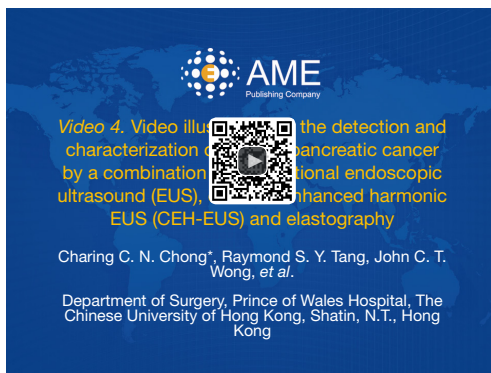 AME
Publishing Company
Video 4. Video illus the detection and
characterization pancreatic cancer
by a combination tional endoscopic
ultrasound (EUS), nhanced harmonic
EUS (CEH-EUS) and elastography
Charing C. N. Chong*, Raymond S. Y. Tang, John C. T.
Wong, et al.
Department of Surgery, Prince of Wales Hospital, The
Chinese University of Hong Kong, Shatin, N.T., Hong
Kong